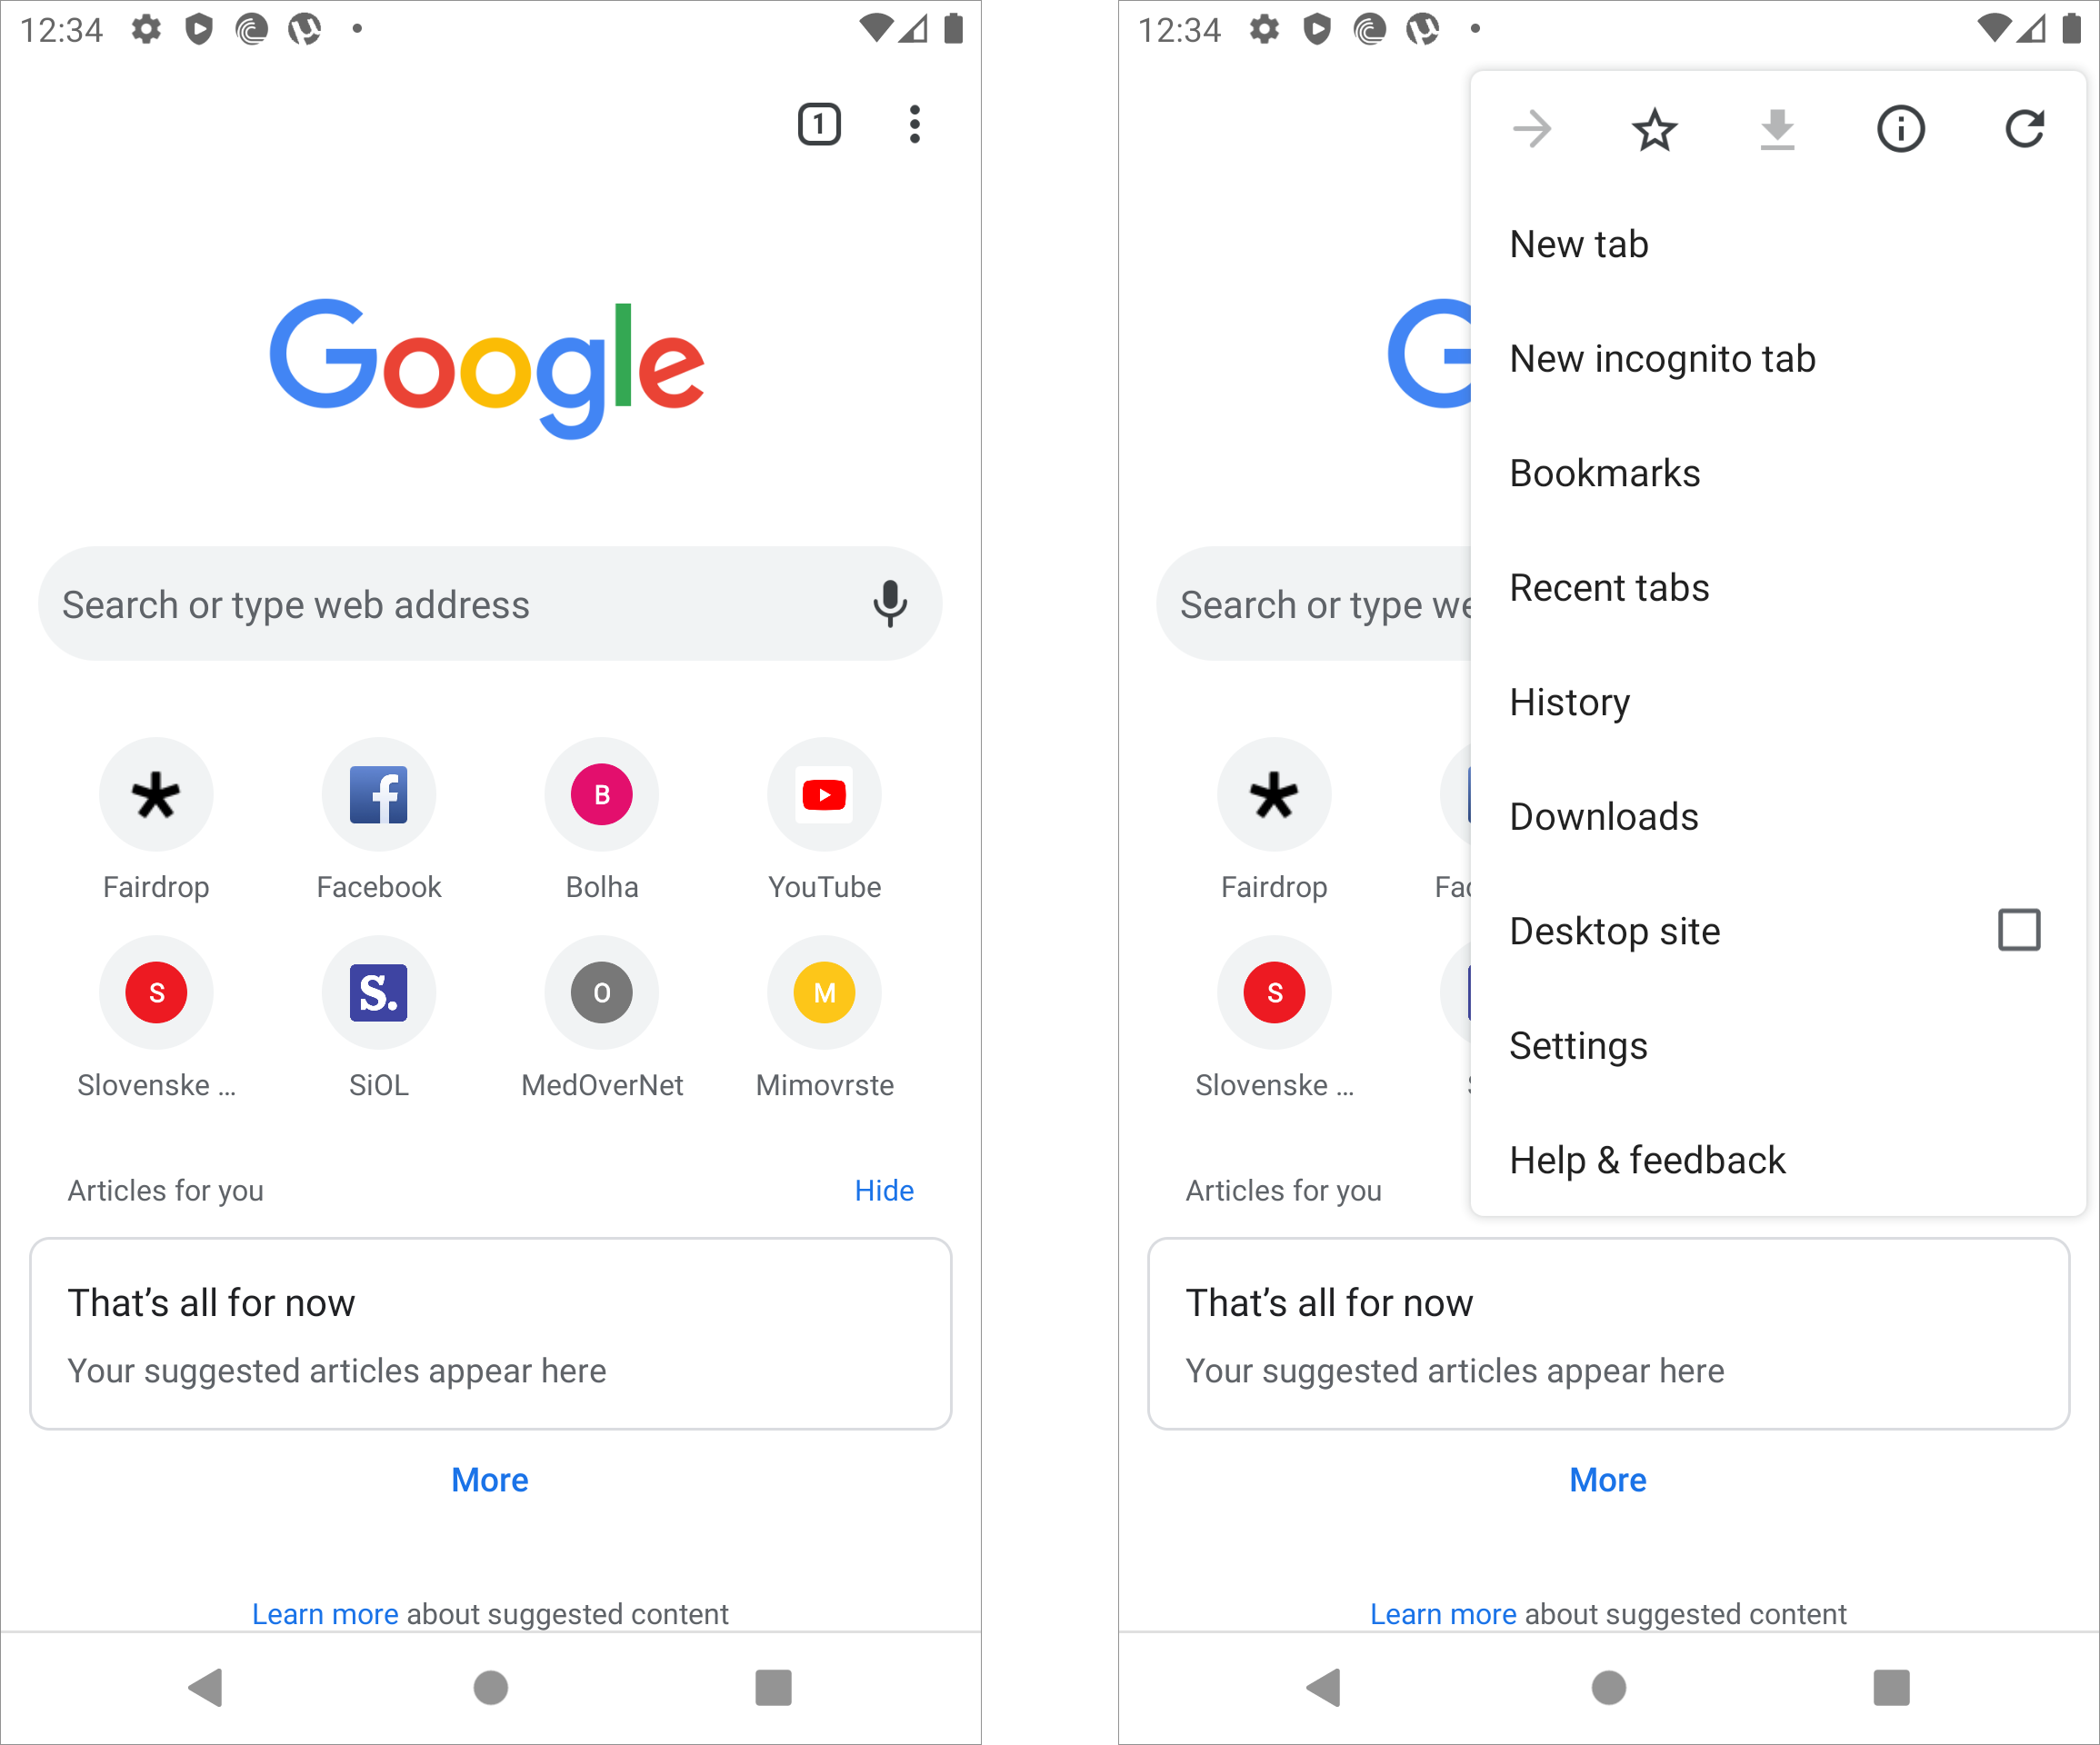 12:34
1
Google
Search or type web address
B
Fairdrop
Facebook
Bolha
YouTube
S
S.
O
M
Slovenske ...
SiOL
MedOverNet
Mimovrste
Articles for you
Hide
That's all for now
Your suggested articles appear here
More
Learn more about suggested content
12:34
New tab
New incognito tab
Bookmarks
Recent tabs
History
Downloads
Desktop site
Settings
Help & feedback
G
Search or type we
Fairdrop
Fac
S
Slovenske ...
Articles for you
That's all for now
Your suggested articles appear here
More
Learn more about suggested content